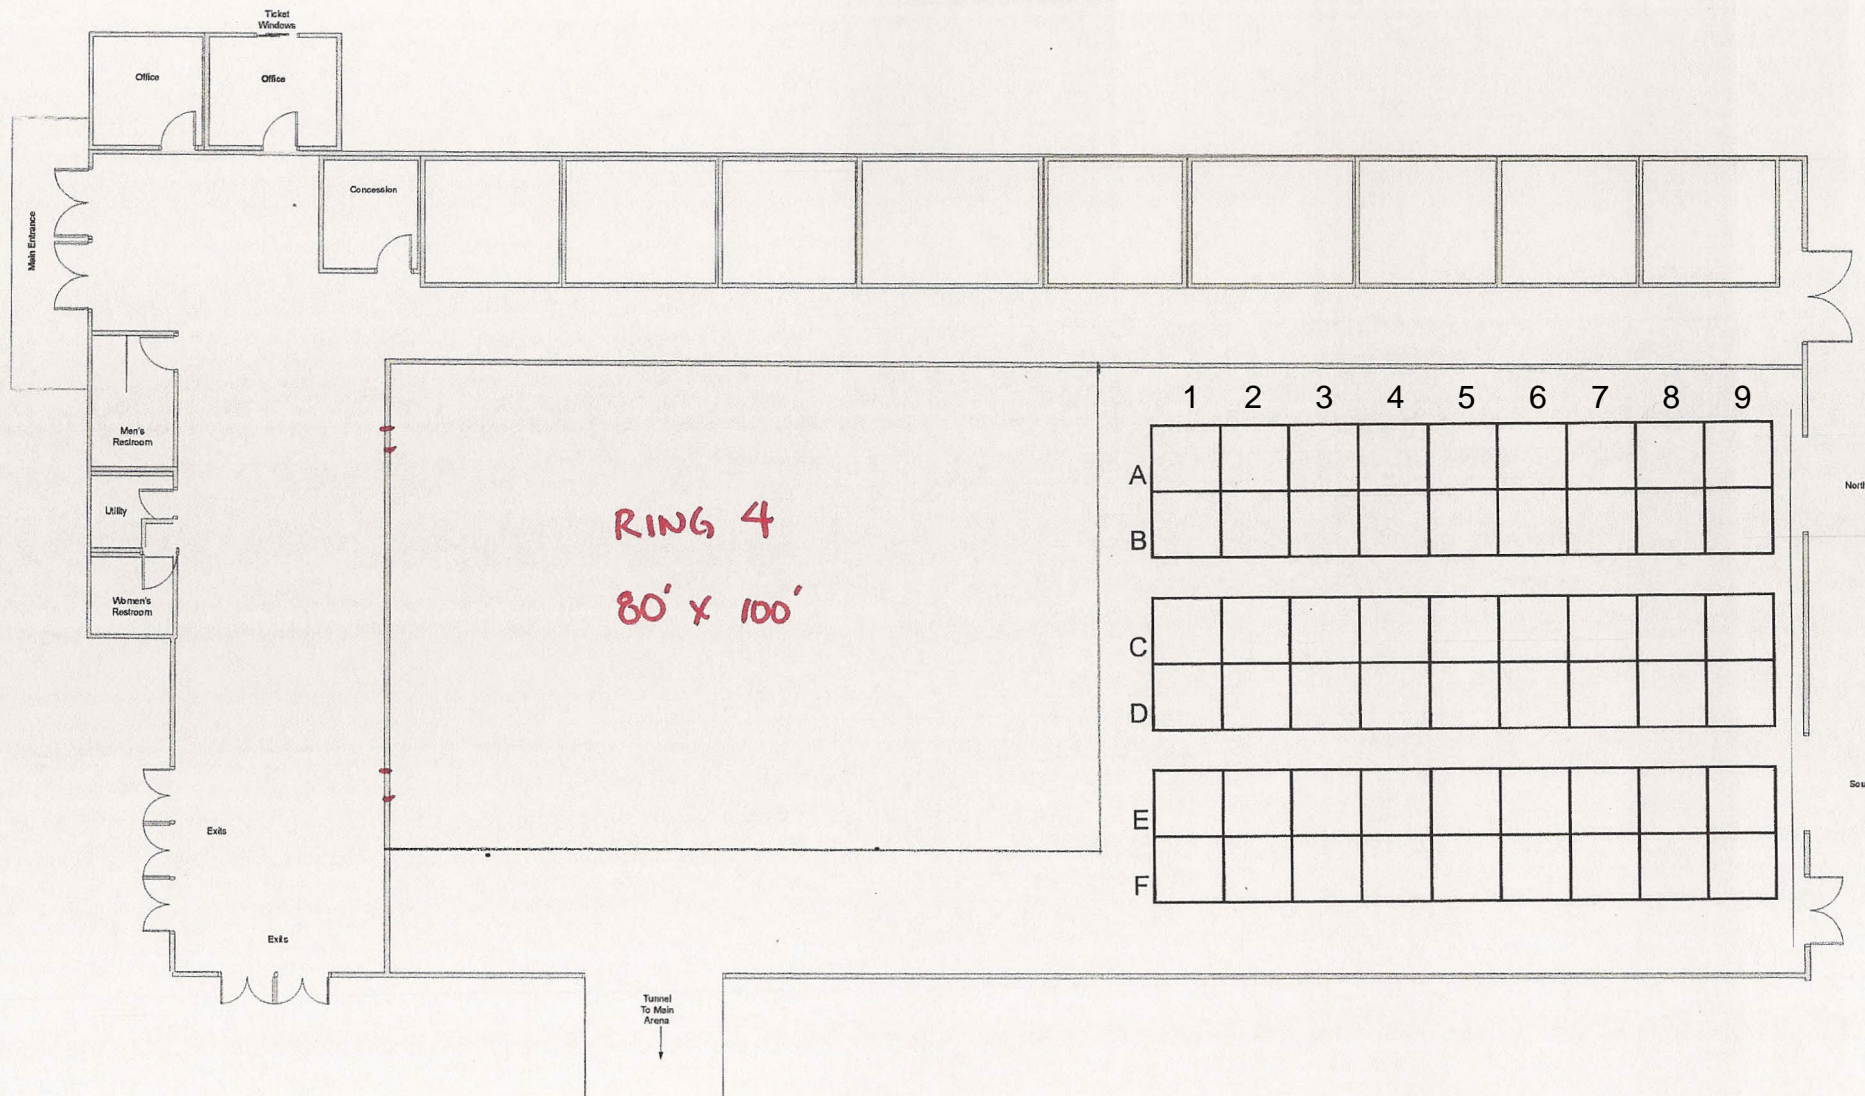 Ticket
Windows
Office
Office
Concession
Main Entrance
1 2 3 4 5 6 7 8 9
Men's
Restroom
A
Utility
RING 4
B
80' x 100'
Women's
Restroom
C
D
E
Exits
F
Exits
Tunnel
To Main
Arena